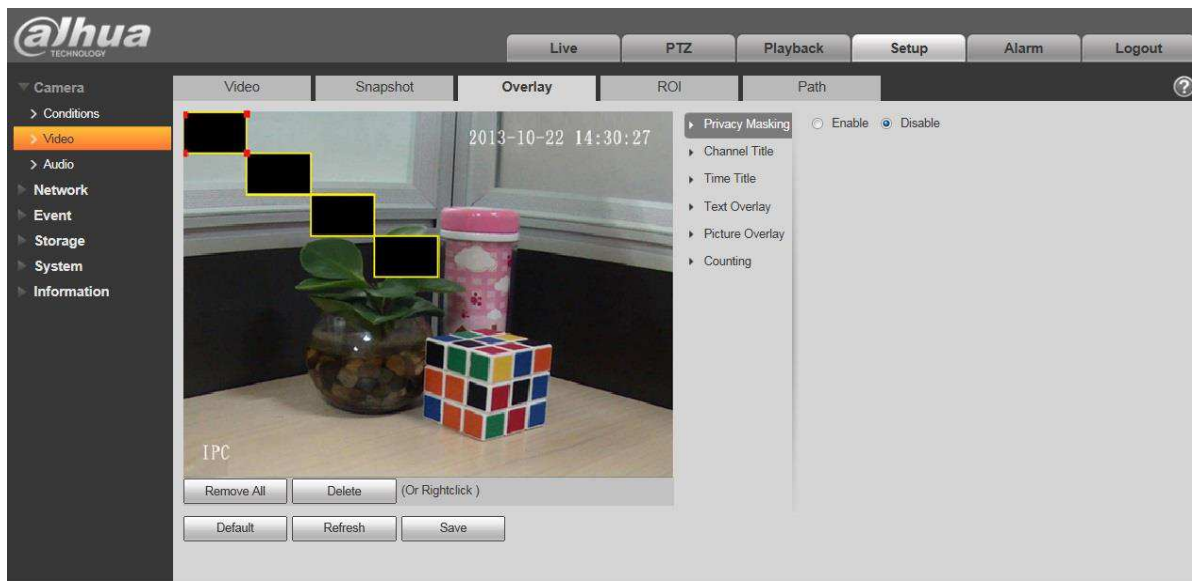 alhua
TECHNOLOGY
Live PTZ Playback Setup Alarm Logout
Camera
Conditions
Video
Audio
Network
Event
Storage
System
Information
Video Snapshot Overlay ROI Path
?
2013-10-22 14:30:27
IPC
Privacy Masking Enable Disable
Channel Title
Time Title
Text Overlay
Picture Overlay
Counting
Remove All Delete (Or Rightclick )
Default Refresh Save